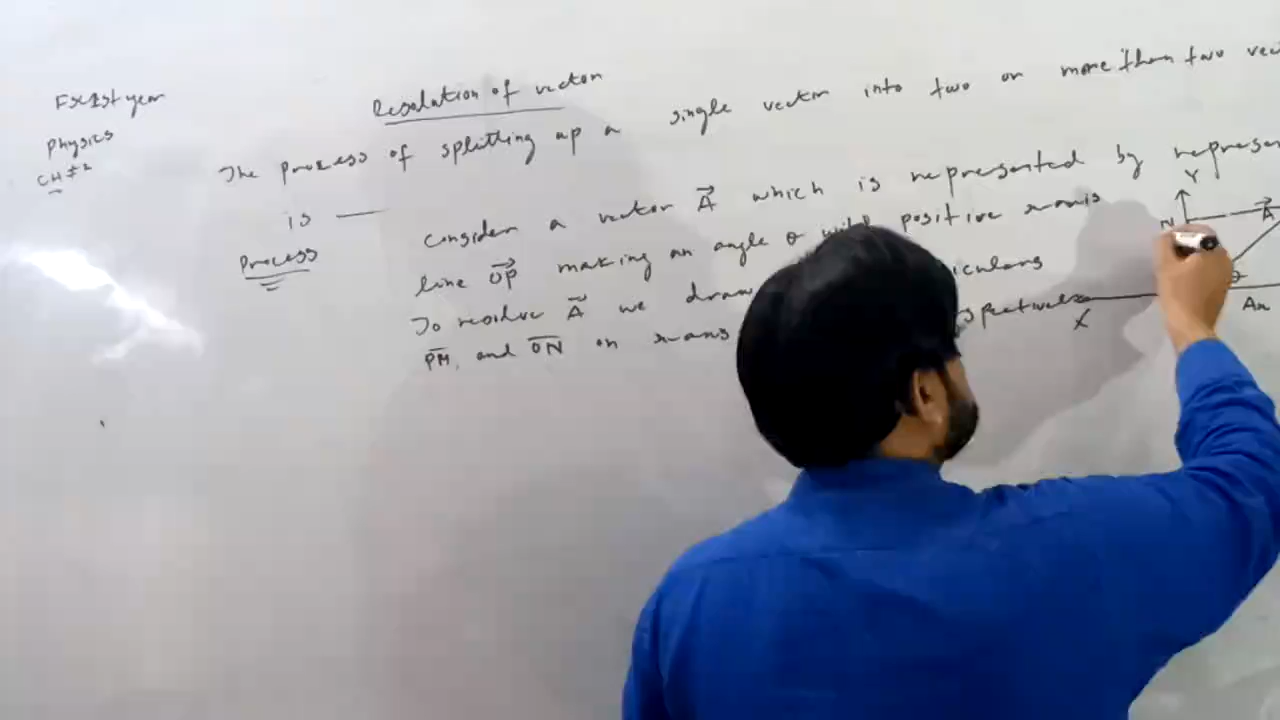 FSc 1st year
Physics
CH # 2
Resolution of vector
The process of splitting up a single vector into two or more than two
is
Process
Consider a vector A⃗ which is represented by
line OP⃗ making an angle θ with positive x-axis
To resolve A⃗ we draw
PM, and ON on x-axis
Y
N
A⃗
X
Ax